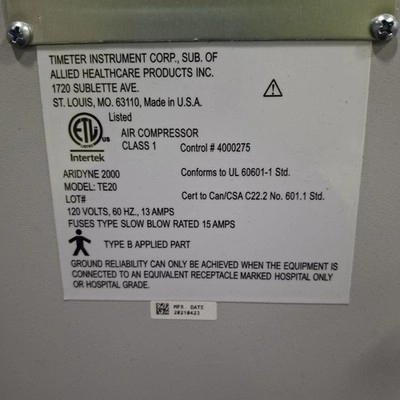 TIMETER INSTRUMENT CORP., SUB. OF
ALLIED HEALTHCARE PRODUCTS INC.
1720 SUBLETTE AVE.
ST. LOUIS, MO. 63110, Made in U.S.A.
Listed
ETL
Intertek
AIR COMPRESSOR
CLASS 1 Control # 4000275
ARIDYNE 2000 Conforms to UL 60601-1 Std.
MODEL: TE20
LOT# Cert to Can/CSA C22.2 No. 601.1 Std.
120 VOLTS, 60 HZ., 13 AMPS
FUSES TYPE SLOW BLOW RATED 15 AMPS
TYPE B APPLIED PART
GROUND RELIABILITY CAN ONLY BE ACHIEVED WHEN THE EQUIPMENT IS
CONNECTED TO AN EQUIVALENT RECEPTACLE MARKED HOSPITAL ONLY
OR HOSPITAL GRADE.
MFG. DATE
20210423